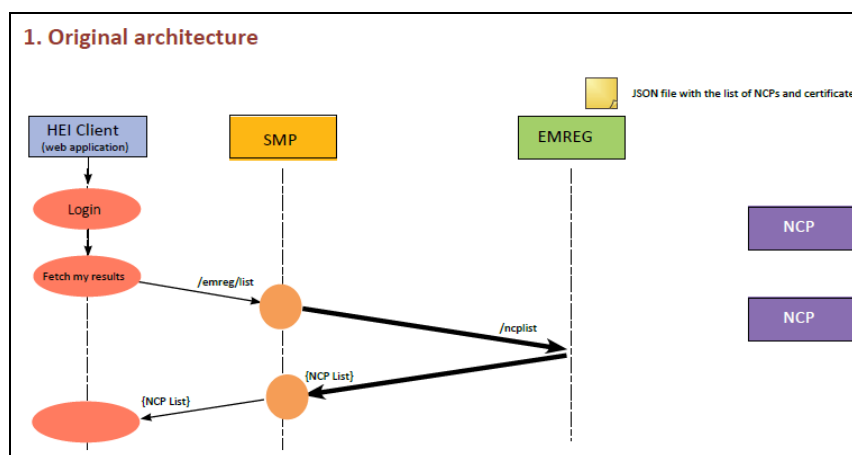 1. Original architecture
JSON file with the list of NCPs and certificate
HEI Client
(web application)
SMP
EMREG
Login
NCP
Fetch my results
/emreg/list
NCP
/ncplist
{NCP List}
{NCP List}